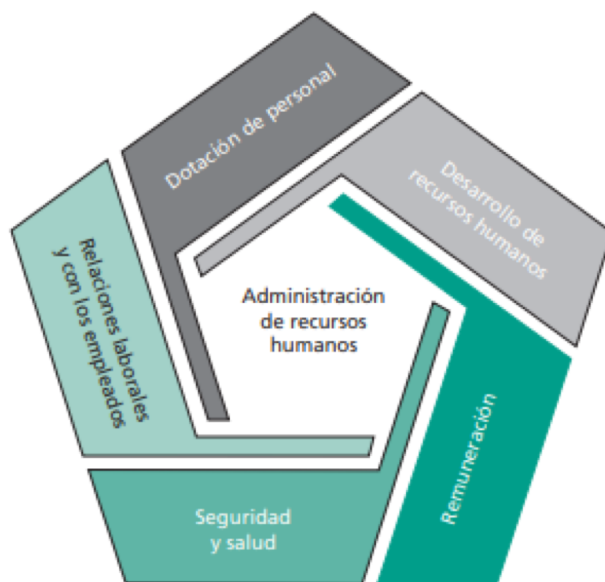 Dotación de personal
Desarrollo de
recursos humanos
Relaciones laborales
y con los empleados
Administración
de recursos
humanos
Remuneración
Seguridad
y salud